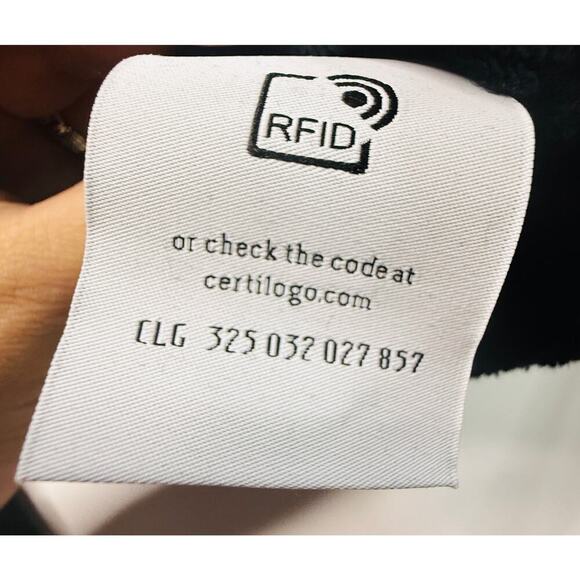 RFID
or check the code at
certilogo.com
CLG 325 032 027 857